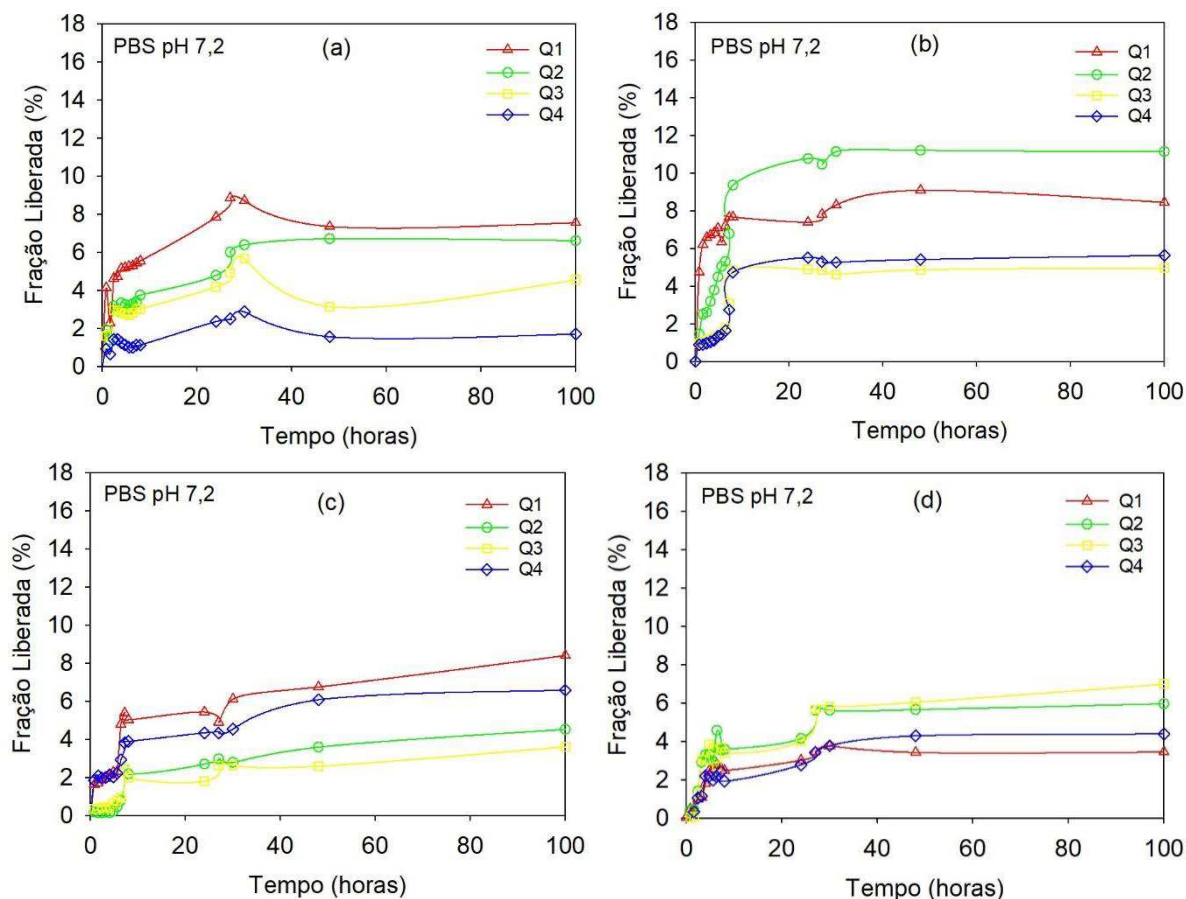 PBS pH 7,2
(a)
Q1
Q2
Q3
Q4
Fração Liberada (%)
18
16
14
12
10
8
6
4
2
0
0 20 40 60 80 100
Tempo (horas)
PBS pH 7,2
(b)
Q1
Q2
Q3
Q4
Fração Liberada (%)
18
16
14
12
10
8
6
4
2
0
0 20 40 60 80 100
Tempo (horas)
PBS pH 7,2
(c)
Q1
Q2
Q3
Q4
Fração Liberada (%)
18
16
14
12
10
8
6
4
2
0
0 20 40 60 80 100
Tempo (horas)
PBS pH 7,2
(d)
Q1
Q2
Q3
Q4
Fração Liberada (%)
18
16
14
12
10
8
6
4
2
0
0 20 40 60 80 100
Tempo (horas)